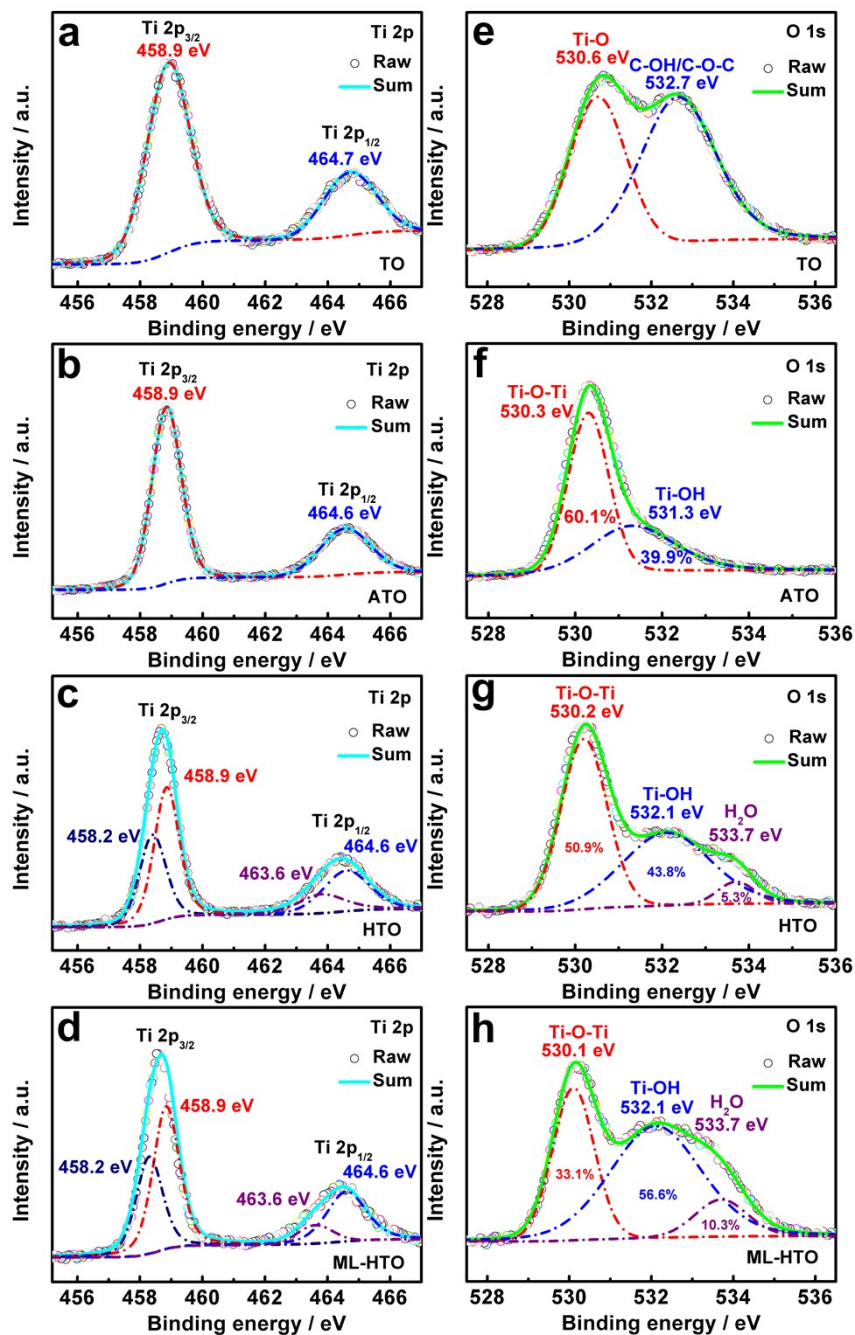 a
Ti 2p3/2
458.9 eV
Ti 2p
Raw
Sum
Ti 2p1/2
464.7 eV
TO
Intensity / a.u.
456 458 460 462 464 466
Binding energy / eV
e
Ti-O
530.6 eV
C-OH/C-O-C
532.7 eV
O 1s
Raw
Sum
TO
Intensity / a.u.
528 530 532 534 536
Binding energy / eV
b
Ti 2p3/2
458.9 eV
Ti 2p
Raw
Sum
Ti 2p1/2
464.6 eV
ATO
Intensity / a.u.
456 458 460 462 464 466
Binding energy / eV
f
Ti-O-Ti
530.3 eV
O 1s
Raw
Sum
Ti-OH
531.3 eV
60.1%
39.9%
ATO
Intensity / a.u.
528 530 532 534 536
Binding energy / eV
c
Ti 2p3/2
Ti 2p
Raw
Sum
458.9 eV
458.2 eV
Ti 2p1/2
463.6 eV
464.6 eV
HTO
Intensity / a.u.
456 458 460 462 464 466
Binding energy / eV
g
Ti-O-Ti
530.2 eV
O 1s
Raw
Sum
Ti-OH
532.1 eV
H2O
533.7 eV
50.9%
43.8%
5.3%
HTO
Intensity / a.u.
528 530 532 534 536
Binding energy / eV
d
Ti 2p3/2
Ti 2p
Raw
Sum
458.9 eV
458.2 eV
Ti 2p1/2
463.6 eV
464.6 eV
ML-HTO
Intensity / a.u.
456 458 460 462 464 466
Binding energy / eV
h
Ti-O-Ti
530.1 eV
O 1s
Raw
Sum
Ti-OH
532.1 eV
H2O
533.7 eV
33.1%
56.6%
10.3%
ML-HTO
Intensity / a.u.
528 530 532 534 536
Binding energy / eV